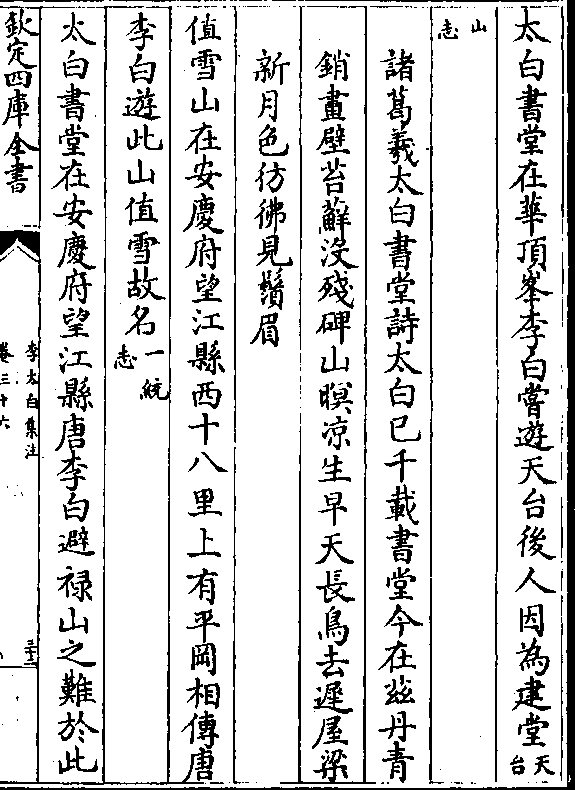 太白書堂在華頂峯李白嘗遊天台後人因為建堂天台
山志
諸葛羲太白書堂詩太白已千載書堂今在兹丹青
銷畫壁苔蘚没殘碑山暝凉生早天長鳥去遲屋梁
新月色彷彿見鬚眉
值雪山在安慶府望江縣西十八里上有平岡相傳唐
李白遊此山值雪故名一統志
太白書堂在安慶府望江縣唐李白避禄山之難於此
欽定四庫全書
李太白集注
卷三十六
三十二